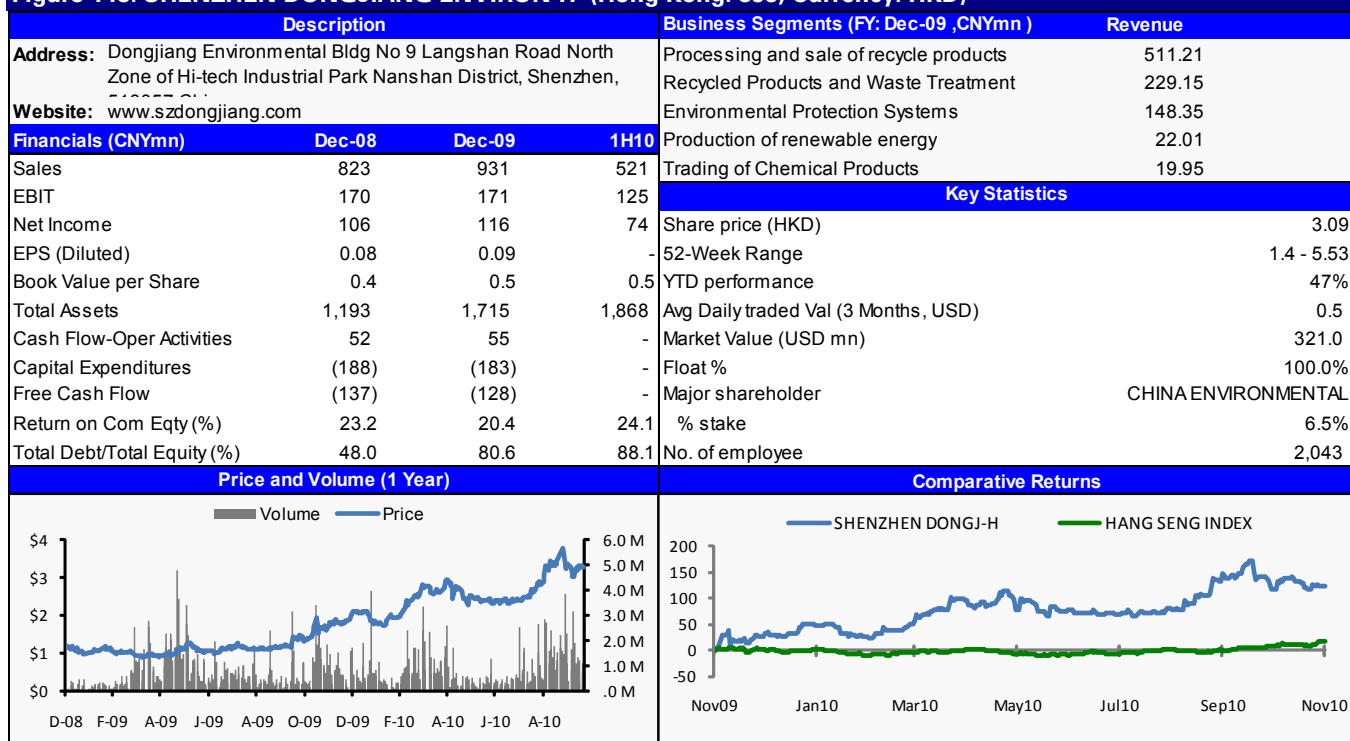 Description
Address: Dongjiang Environmental Bldg No 9 Langshan Road North
Zone of Hi-tech Industrial Park Nanshan District, Shenzhen,
Website: www.szdongjiang.com
Financials (CNYmn) Dec-08 Dec-09 1H10
Sales 823 931 521
EBIT 170 171 125
Net Income 106 116 74
EPS (Diluted) 0.08 0.09 -
Book Value per Share 0.4 0.5 0.5
Total Assets 1,193 1,715 1,868
Cash Flow-Oper Activities 52 55 -
Capital Expenditures (188) (183) -
Free Cash Flow (137) (128) -
Return on Com Eqty (%) 23.2 20.4 24.1
Total Debt/Total Equity (%) 48.0 80.6 88.1
Business Segments (FY: Dec-09 ,CNYmn ) Revenue
Processing and sale of recycle products 511.21
Recycled Products and Waste Treatment 229.15
Environmental Protection Systems 148.35
Production of renewable energy 22.01
Trading of Chemical Products 19.95
Key Statistics
Share price (HKD) 3.09
52-Week Range 1.4 - 5.53
YTD performance 47%
Avg Daily traded Val (3 Months, USD) 0.5
Market Value (USD mn) 321.0
Float % 100.0%
Major shareholder CHINA ENVIRONMENTAL
% stake 6.5%
No. of employee 2,043
Price and Volume (1 Year)
Volume Price
$4 6.0 M
5.0 M
$3
4.0 M
$2 3.0 M
2.0 M
$1
1.0 M
$0 .0 M
D-08 F-09 A-09 J-09 A-09 O-09 D-09 F-10 A-10 J-10 A-10
Comparative Returns
SHENZHEN DONGJ-H HANG SENG INDEX
200
150
100
50
0
-50
Nov09 Jan10 Mar10 May10 Jul10 Sep10 Nov10